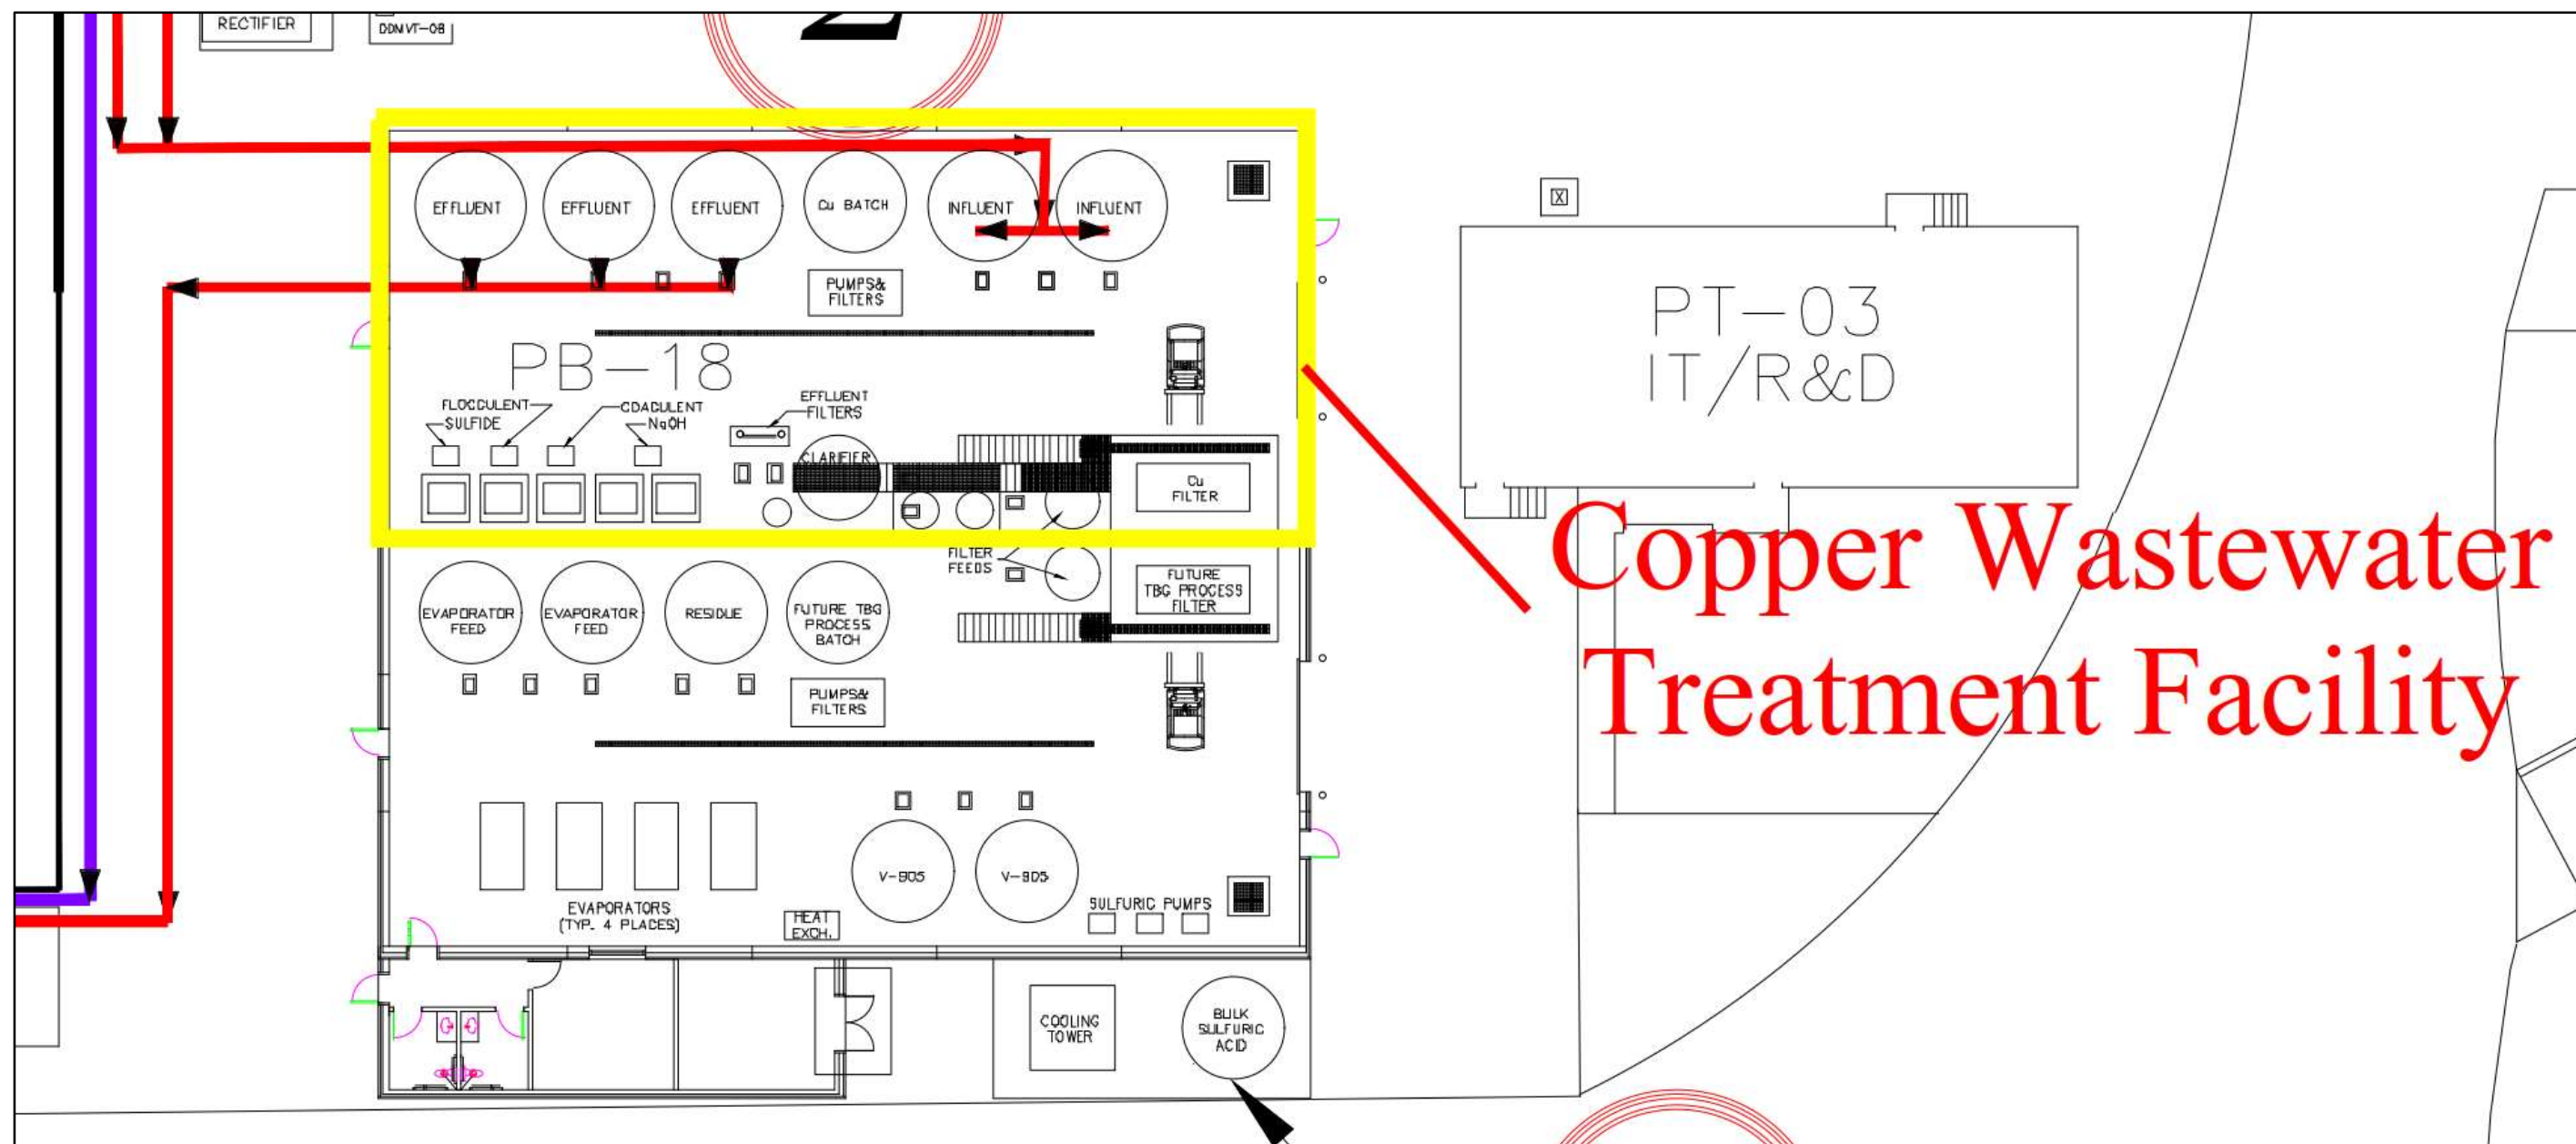 RECTIFIER
DDMVT-08
EFFLUENT
EFFLUENT
EFFLUENT
Cu BATCH
INFLUENT
INFLUENT
PUMPS&
FILTERS
PB-18
FLOCCULENT
SULFIDE
COAGULENT
NaOH
EFFLUENT
FILTERS
CLARIFIER
Cu
FILTER
X
PT-03
IT/R&D
Copper Wastewater
Treatment Facility
FILTER
FEEDS
FUTURE
TBG PROCESS
FILTER
EVAPORATOR
FEED
EVAPORATOR
FEED
RESIDUE
FUTURE TBG
PROCESS
BATCH
PUMPS&
FILTERS
V-905
V-905
EVAPORATORS
(TYP. 4 PLACES)
HEAT
EXCH.
SULFURIC PUMPS
COOLING
TOWER
BULK
SULFURIC
ACID